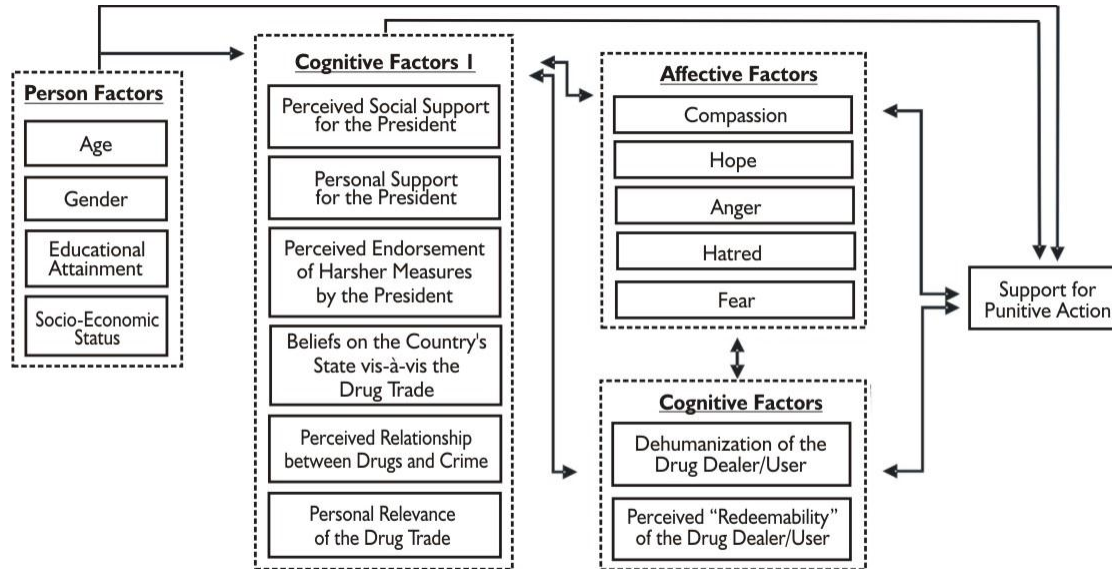 Person Factors
Age
Gender
Educational
Attainment
Socio-Economic
Status
Cognitive Factors I
Perceived Social Support
for the President
Personal Support
for the President
Perceived Endorsement
of Harsher Measures
by the President
Beliefs on the Country's
State vis-à-vis the
Drug Trade
Perceived Relationship
between Drugs and Crime
Personal Relevance
of the Drug Trade
Affective Factors
Compassion
Hope
Anger
Hatred
Fear
Cognitive Factors
Dehumanization of the
Drug Dealer/User
Perceived “Redeemability”
of the Drug Dealer/User
Support for
Punitive Action